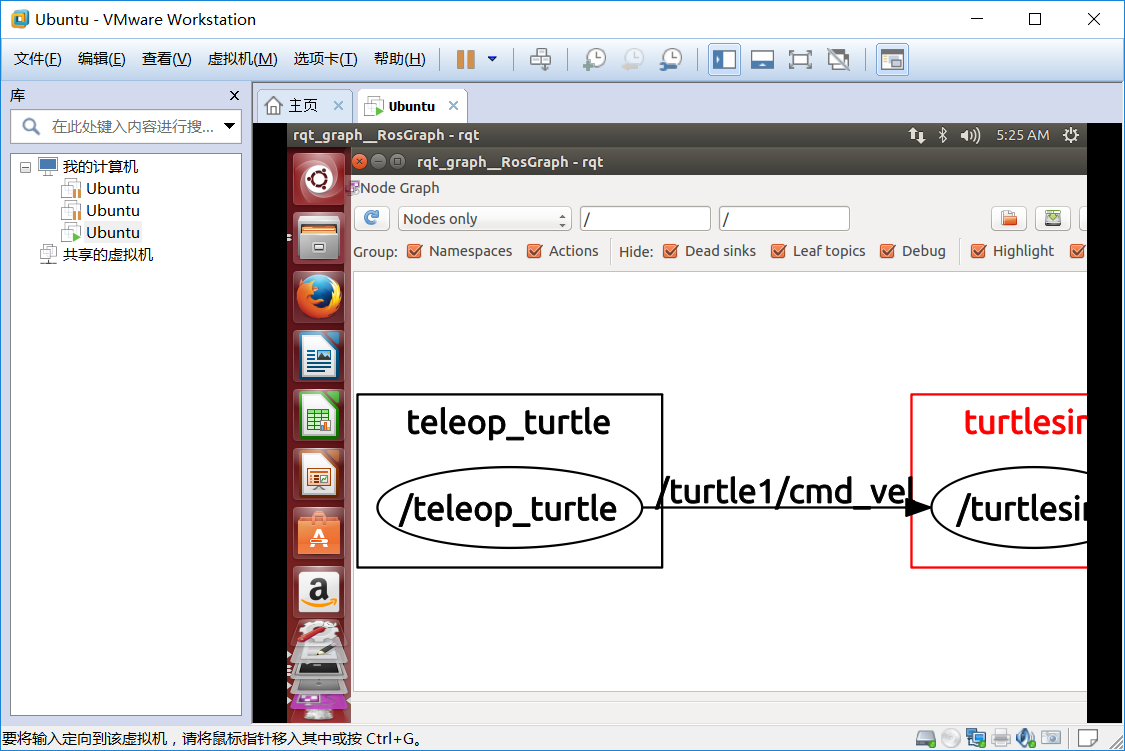 Ubuntu - VMware Workstation
文件(F) 编辑(E) 查看(V) 虚拟机(M) 选项卡(T) 帮助(H)
库
在此处键入内容进行搜...
我的计算机
Ubuntu
Ubuntu
Ubuntu
共享的虚拟机
主页 Ubuntu
rqt_graph__RosGraph - rqt 5:25 AM
rqt_graph__RosGraph - rqt
Node Graph
Nodes only / /
Group: Namespaces Actions Hide: Dead sinks Leaf topics Debug Highlight
teleop_turtle turtlesim
/teleop_turtle /turtle1/cmd_vel /turtlesim
要将输入定向到该虚拟机，请将鼠标指针移入其中或按 Ctrl+G。